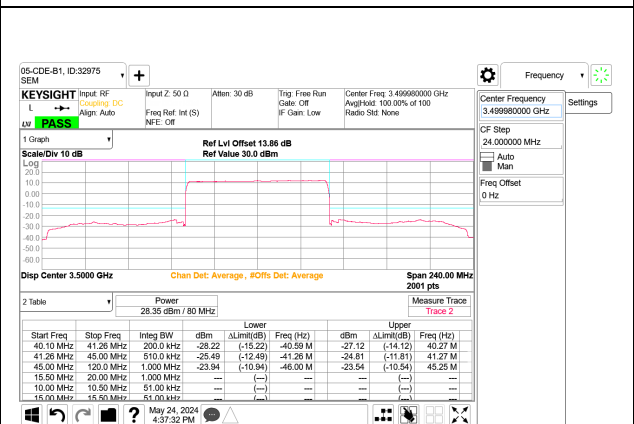 05-CDE-B1, ID:32975
SEM
Frequency
KEYSIGHT
L
LXI PASS
Input: RF
Coupling: DC
Align: Auto
Input Z: 50 Ω
Freq Ref: Int (S)
NFE: Off
Atten: 30 dB
Trig: Free Run
Gate: Off
IF Gain: Low
Center Freq: 3.499980000 GHz
Avg|Hold: 100.00% of 100
Radio Std: None
Center Frequency
3.499980000 GHz
Settings
CF Step
24.000000 MHz
Auto
Man
Freq Offset
0 Hz
1 Graph
Scale/Div 10 dB
Ref Lvl Offset 13.86 dB
Ref Value 30.0 dBm
Log
20.0
10.0
0.00
-10.0
-20.0
-30.0
-40.0
-50.0
-60.0
Disp Center 3.5000 GHz
Chan Det: Average , #Offs Det: Average
Span 240.00 MHz
2001 pts
2 Table
Power
28.35 dBm / 80 MHz
Measure Trace
Trace 2
Lower Upper
Start Freq Stop Freq Integ BW dBm ΔLimit(dB) Freq (Hz) dBm ΔLimit(dB) Freq (Hz)
40.10 MHz 41.26 MHz 200.0 kHz -28.22 (-15.22) -40.59 M -27.12 (-14.12) 40.27 M
41.26 MHz 45.00 MHz 510.0 kHz -25.49 (-12.49) -41.26 M -24.81 (-11.81) 41.27 M
45.00 MHz 120.0 MHz 1.000 MHz -23.94 (-10.94) -46.00 M -23.54 (-10.54) 45.25 M
15.50 MHz 20.00 MHz 1.000 MHz --- (---) --- --- (---) ---
10.00 MHz 10.50 MHz 51.00 kHz --- (---) --- --- (---) ---
15.00 MHz 15.50 MHz 51.00 kHz --- (---) --- --- (---) ---
?
May 24, 2024
4:37:32 PM